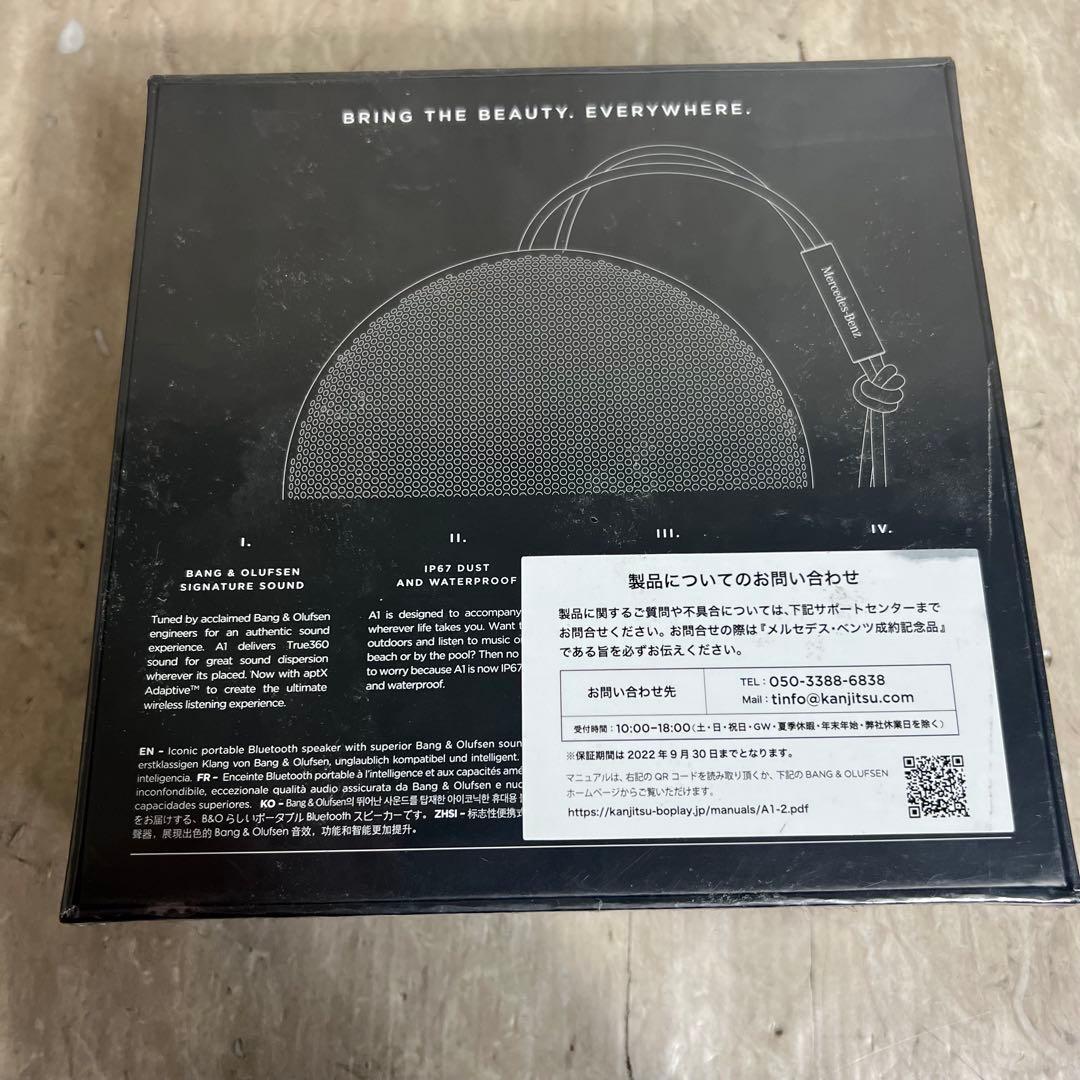 BRING THE BEAUTY. EVERYWHERE.
Mercedes-Benz
I.
BANG & OLUFSEN
SIGNATURE SOUND
Tuned by acclaimed Bang & Olufsen
engineers for an authentic sound
experience. A1 delivers True360
sound for great sound dispersion
wherever its placed. Now with aptX
Adaptive™ to create the ultimate
wireless listening experience.
II.
IP67 DUST
AND WATERPROOF
A1 is designed to accompany
wherever life takes you. Want
outdoors and listen to music
beach or by the pool? Then no
to worry because A1 is now IP67
and waterproof.
III.
IV.
EN – Iconic portable Bluetooth speaker with superior Bang & Olufsen
erstklassigen Klang von Bang & Olufsen, unglaublich kompatibel und intelligent.
inteligencia. FR – Enceinte Bluetooth portable à l'intelligence et aux capacités
inconfondibile, eccezionale qualità audio assicurata da Bang & Olufsen e
capacidades superiores. KO – Bang & Olufsen의 뛰어난 사운드를 탑재한 아이코닉한 휴대용
をお届けする、B&O らしいポータブル Bluetooth スピーカーです。 ZHSI – 标志性便携式
聲器，展現出色的 Bang & Olufsen 音效，功能和智能更加提升。
製品についてのお問い合わせ
製品に関するご質問や不具合については、下記サポートセンターまで
お問合せください。お問合せの際は『メルセデス・ベンツ成約記念品』
である旨を必ずお伝えください。
お問い合わせ先
TEL : 050-3388-6838
Mail : tinfo@kanjitsu.com
受付時間 : 10:00-18:00（土・日・祝日・GW・夏季休暇・年末年始・弊社休業日を除く）
※保証期間は 2022 年 9 月 30 日までとなります。
マニュアルは、右記の QR コードを読み取り頂くか、下記の BANG & OLUFSEN
ホームページからご覧いただけます。
https://kanjitsu-boplay.jp/manuals/A1-2.pdf